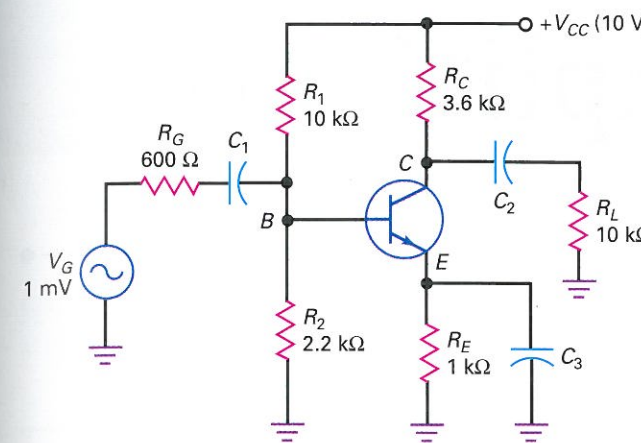 +VCC (10 V
R1
10 kΩ
RC
3.6 kΩ
RG
600 Ω
C1
C
C2
RL
10 kΩ
B
VG
1 mV
E
R2
2.2 kΩ
RE
1 kΩ
C3